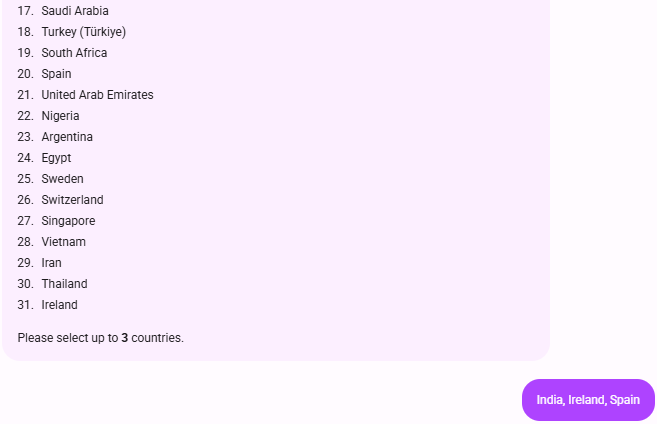 17. Saudi Arabia
18. Turkey (Türkiye)
19. South Africa
20. Spain
21. United Arab Emirates
22. Nigeria
23. Argentina
24. Egypt
25. Sweden
26. Switzerland
27. Singapore
28. Vietnam
29. Iran
30. Thailand
31. Ireland
Please select up to 3 countries.
India, Ireland, Spain